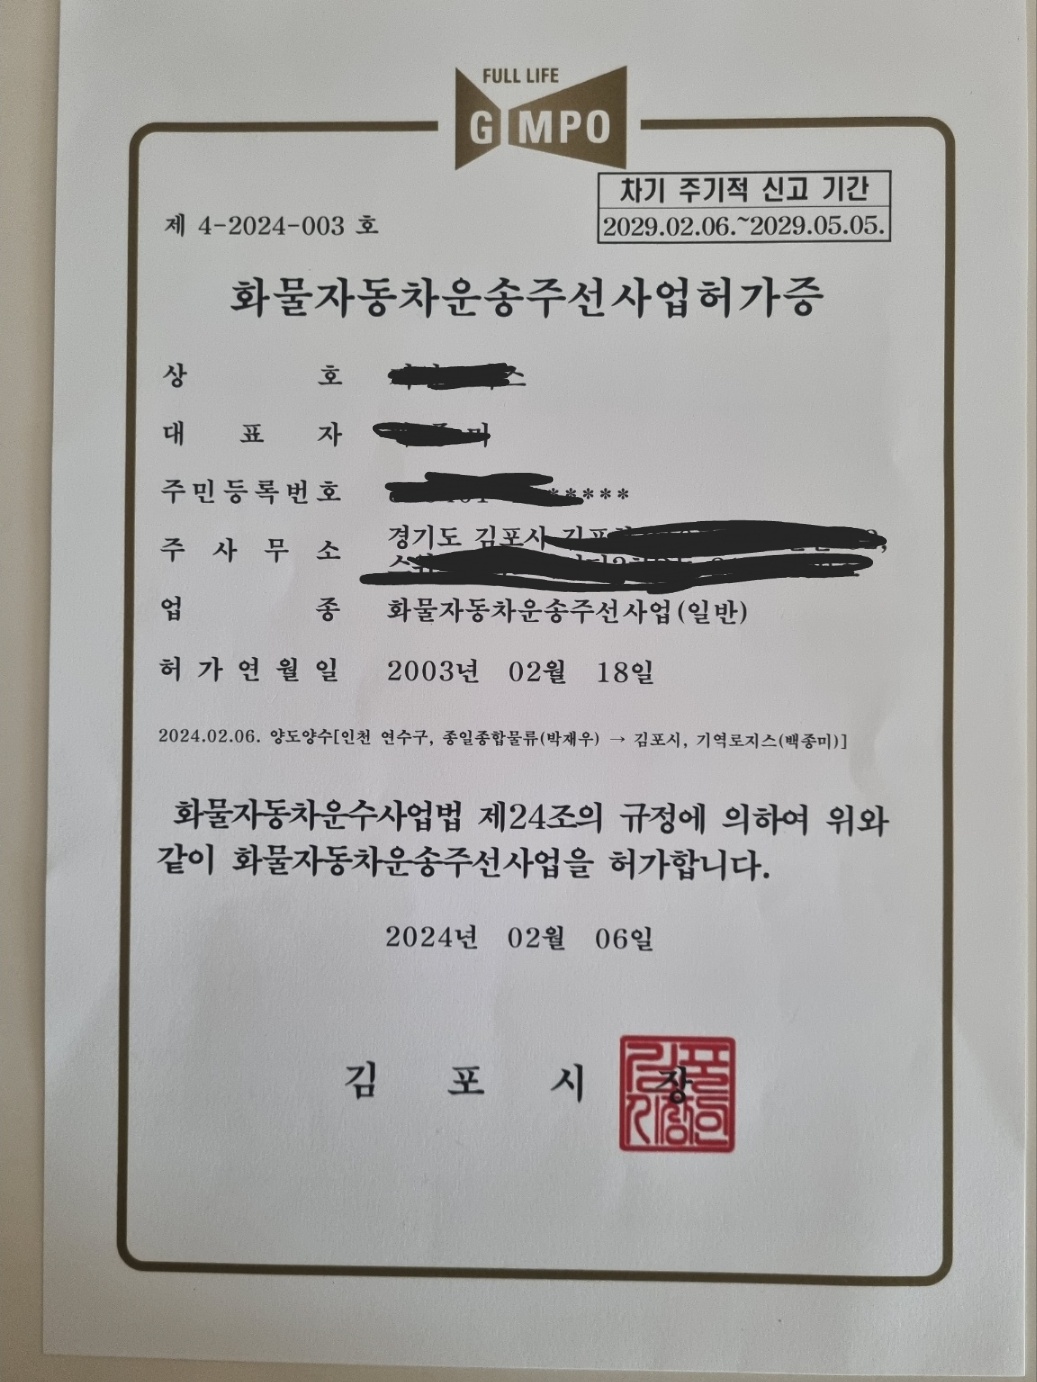 FULL LIFE
GIMPO
차기 주기적 신고 기간
제 4-2024-003 호
2029.02.06.~2029.05.05.
화물자동차운송주선사업허가증
상 호
대 표 자
주민등록번호 *****
주 사 무 소 경기도 김포시
업 종 화물자동차운송주선사업(일반)
허 가 연 월 일 2003년 02월 18일
2024.02.06. 양도양수[인천 연수구, 종일종합물류(박재우) → 김포시, 기역로지스(백종미)]
화물자동차운수사업법 제24조의 규정에 의하여 위와
같이 화물자동차운송주선사업을 허가합니다.
2024년 02월 06일
김 포 시 장